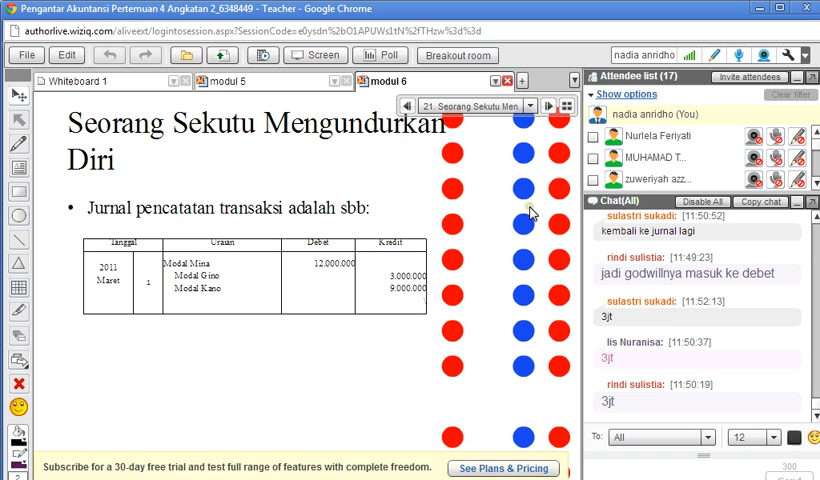 Pengantar Akuntansi Pertemuan 4 Angkatan 2_6348449 - Teacher - Google Chrome
authorlive.wiziq.com/aliveext/logintosession.aspx?SessionCode=e0ysdn%2bO1APUWs1tN%2fTHzw%3d%3d
File Edit Screen Poll Breakout room nadia anridho
Whiteboard 1 modul 5 modul 6
21. Seorang Sekutu Men
Seorang Sekutu Mengundurkan
Diri
• Jurnal pencatatan transaksi adalah sbb:
Tanggal Uraian Debet Kredit
2011 Modal Mina 12.000.000
Maret 1 Modal Gino 3.000.000
Modal Kano 9.000.000
Subscribe for a 30-day free trial and test full range of features with complete freedom. See Plans & Pricing
Attendee list (17) Invite attendees
Show options Clear filter
nadia anridho (You)
Nurlela Feriyati
MUHAMAD T...
zuweriyah azz...
Chat(All) Disable All Copy chat
sulastri sukadi: [11:50:52]
kembali ke jurnal lagi
rindi sulistia: [11:49:23]
jadi godwillnya masuk ke debet
sulastri sukadi: [11:52:13]
3jt
Iis Nuranisa: [11:50:37]
3jt
rindi sulistia: [11:50:19]
3jt
To: All 12
300
Send